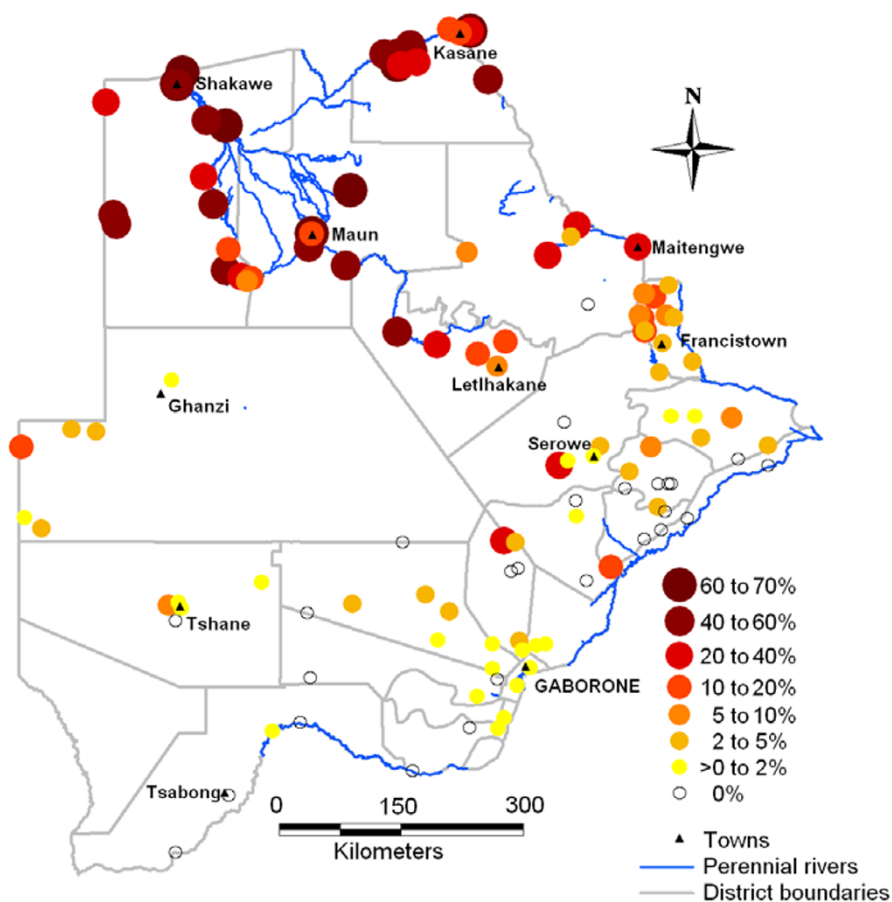 Kasane
Shakawe
N
Maun
Maitengwe
Francistown
Letlhakane
Ghanzi
Serowe
60 to 70%
40 to 60%
20 to 40%
10 to 20%
5 to 10%
2 to 5%
>0 to 2%
0%
Tshane
GABORONE
Tsabong
0 150 300
Kilometers
Towns
Perennial rivers
District boundaries